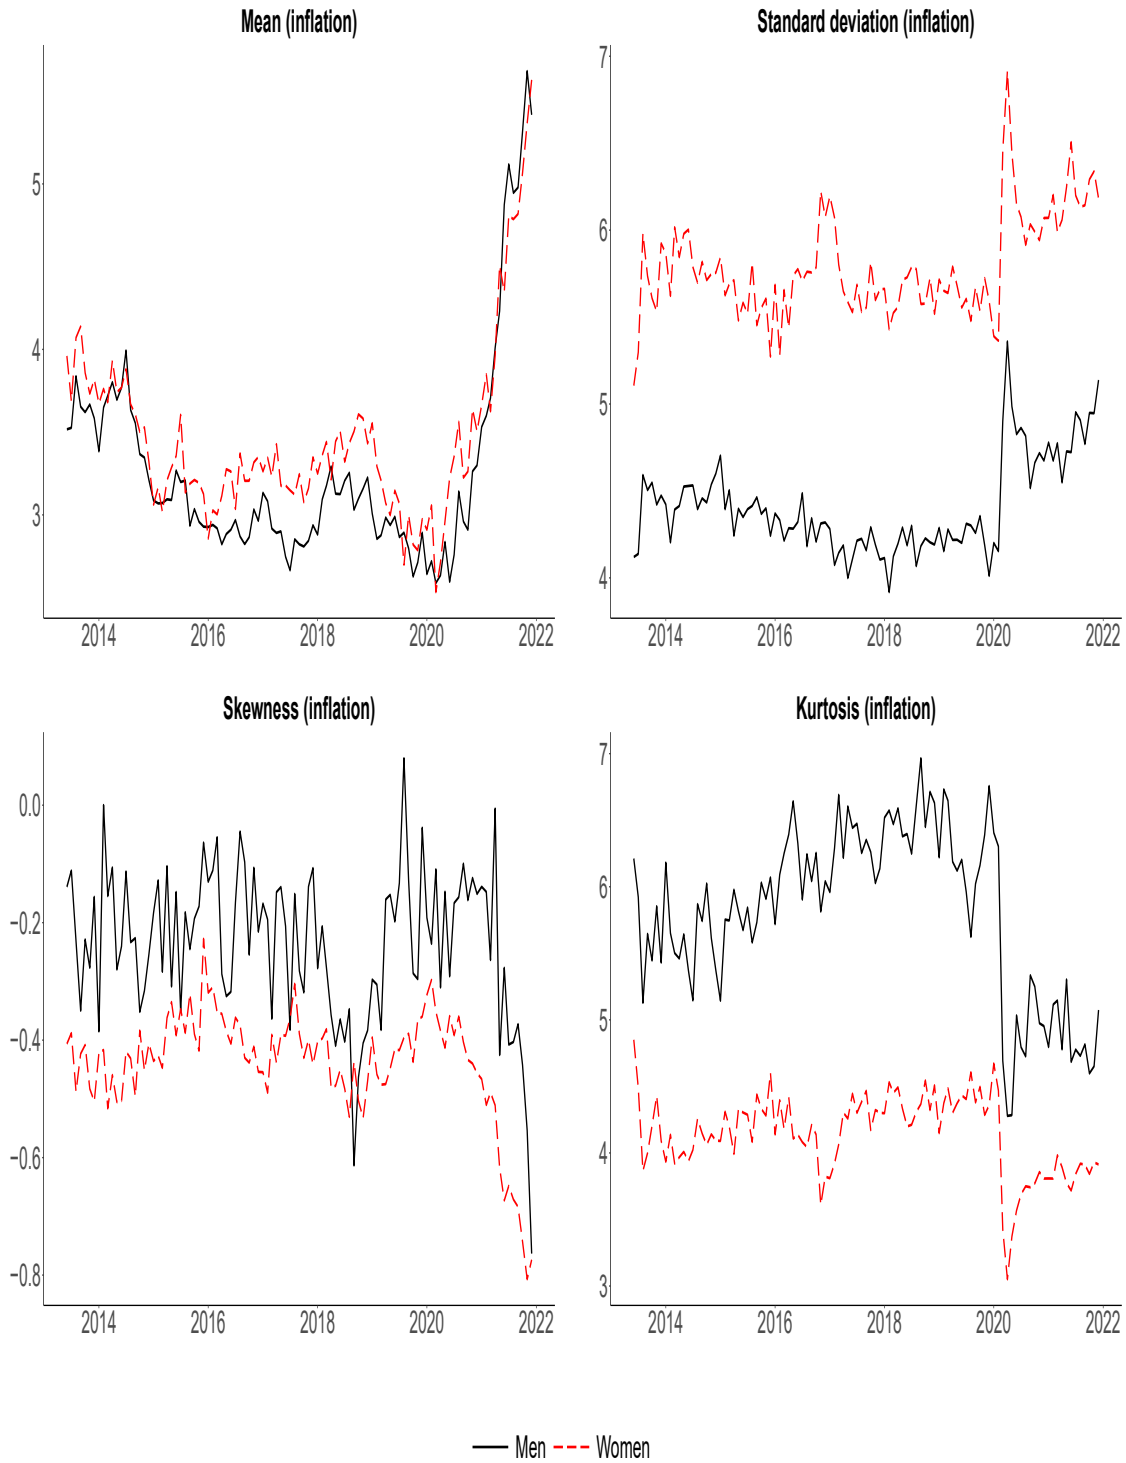 Mean (inflation)
5
4
3
2014 2016 2018 2020 2022
Standard deviation (inflation)
7
6
5
4
2014 2016 2018 2020 2022
Skewness (inflation)
0.0
−0.2
−0.4
−0.6
−0.8
2014 2016 2018 2020 2022
Kurtosis (inflation)
7
6
5
4
3
2014 2016 2018 2020 2022
Men Women